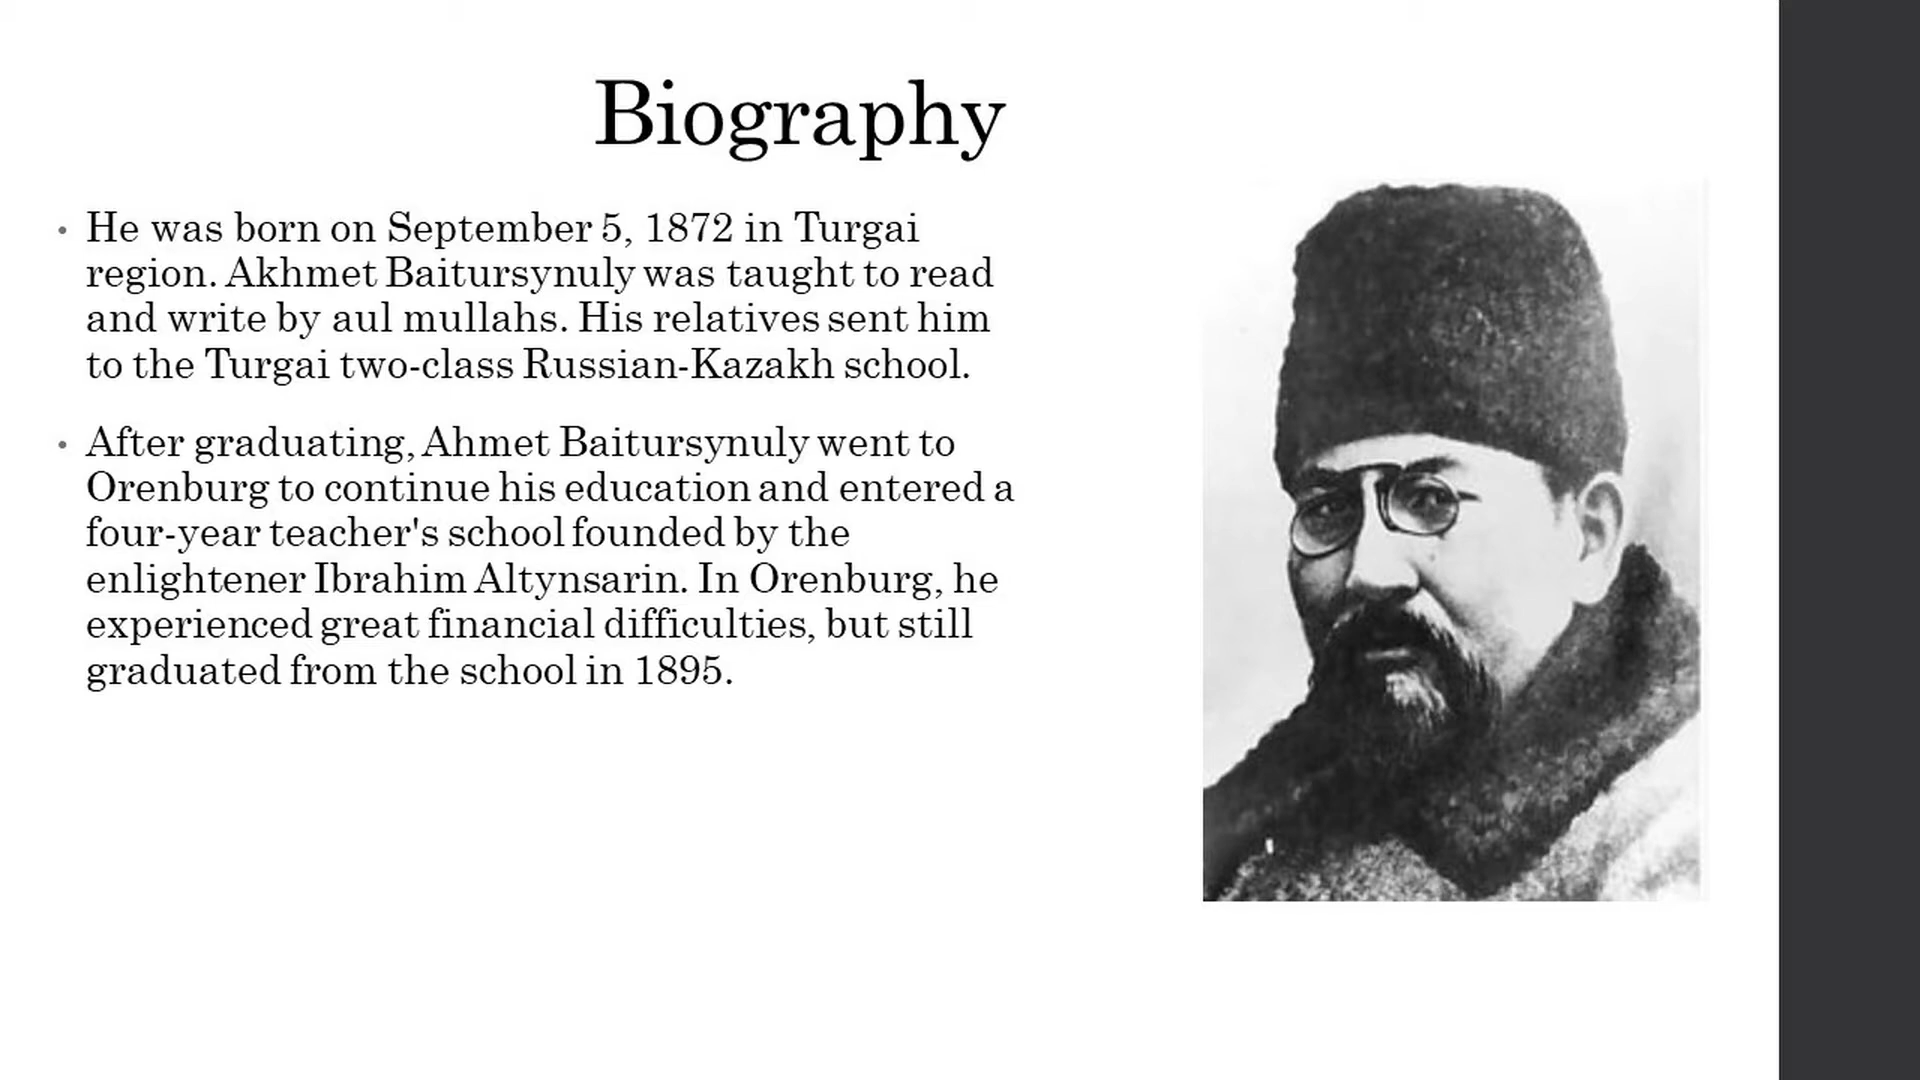 Biography
• He was born on September 5, 1872 in Turgai
region. Akhmet Baitursynuly was taught to read
and write by aul mullahs. His relatives sent him
to the Turgai two-class Russian-Kazakh school.
• After graduating, Ahmet Baitursynuly went to
Orenburg to continue his education and entered a
four-year teacher's school founded by the
enlightener Ibrahim Altynsarin. In Orenburg, he
experienced great financial difficulties, but still
graduated from the school in 1895.